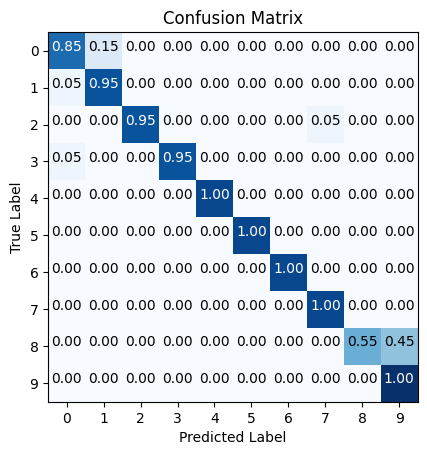 Confusion Matrix
0 0.85 0.15 0.00 0.00 0.00 0.00 0.00 0.00 0.00 0.00
1 0.05 0.95 0.00 0.00 0.00 0.00 0.00 0.00 0.00 0.00
2 0.00 0.00 0.95 0.00 0.00 0.00 0.00 0.05 0.00 0.00
3 0.05 0.00 0.00 0.95 0.00 0.00 0.00 0.00 0.00 0.00
4 0.00 0.00 0.00 0.00 1.00 0.00 0.00 0.00 0.00 0.00
5 0.00 0.00 0.00 0.00 0.00 1.00 0.00 0.00 0.00 0.00
6 0.00 0.00 0.00 0.00 0.00 0.00 1.00 0.00 0.00 0.00
7 0.00 0.00 0.00 0.00 0.00 0.00 0.00 1.00 0.00 0.00
8 0.00 0.00 0.00 0.00 0.00 0.00 0.00 0.00 0.55 0.45
9 0.00 0.00 0.00 0.00 0.00 0.00 0.00 0.00 0.00 1.00
0 1 2 3 4 5 6 7 8 9
Predicted Label
True Label